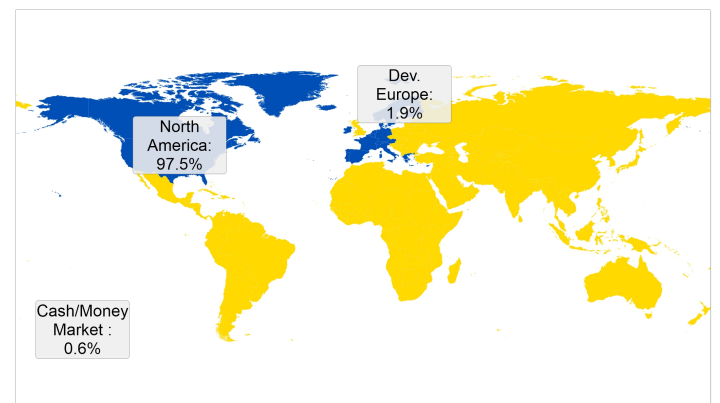 Dev.
Europe:
1.9%
North
America:
97.5%
Cash/Money
Market :
0.6%